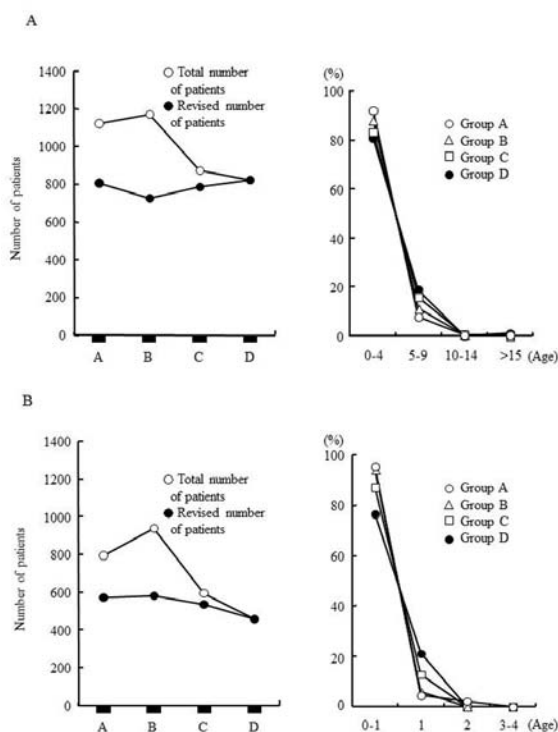 A
1400
1200
1000
800
600
400
200
0
Number of patients
Total number
of patients
Revised number
of patients
A B C D
(%)
100
80
60
40
20
0
Group A
Group B
Group C
Group D
0-4 5-9 10-14 >15 (Age)
B
1400
1200
1000
800
600
400
200
0
Number of patients
Total number
of patients
Revised number
of patients
A B C D
(%)
100
80
60
40
20
0
Group A
Group B
Group C
Group D
0-1 1 2 3-4 (Age)